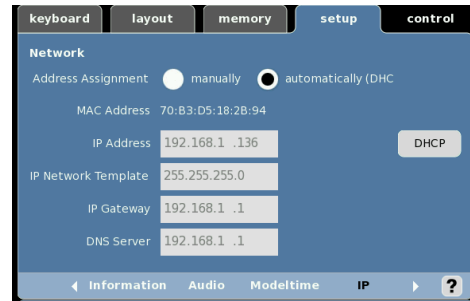 keyboard layout memory setup control
Network
Address Assignment manually automatically (DHC
MAC Address 70:B3:D5:18:2B:94
IP Address 192.168.1 .136 DHCP
IP Network Template 255.255.255.0
IP Gateway 192.168.1 .1
DNS Server 192.168.1 .1
Information Audio Modeltime IP ?